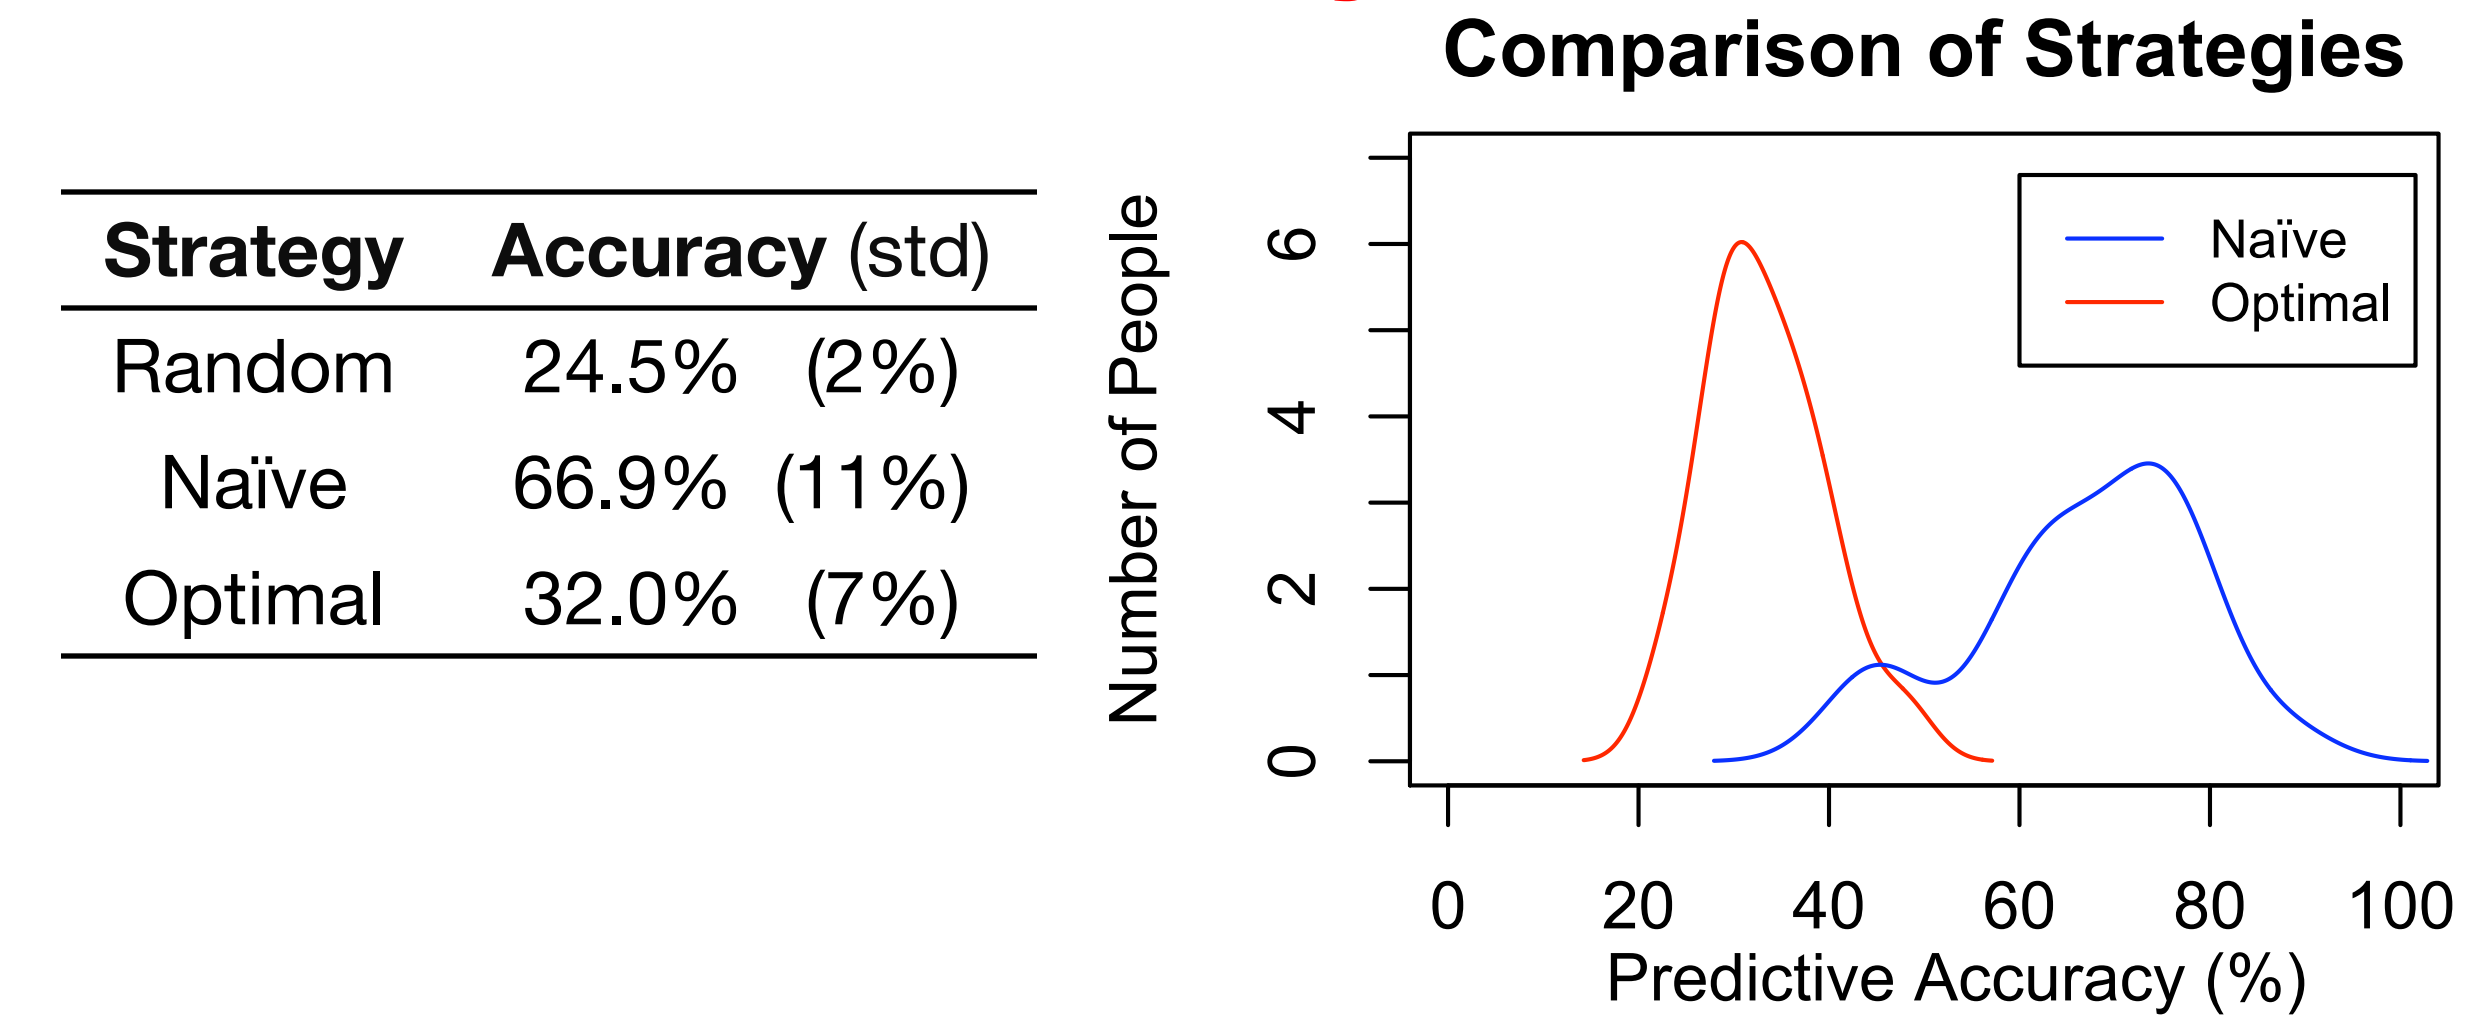 Comparison of Strategies
Strategy Accuracy (std)
Random 24.5% (2%)
Naïve 66.9% (11%)
Optimal 32.0% (7%)
Number of People
6
4
2
0
Naïve
Optimal
0 20 40 60 80 100
Predictive Accuracy (%)